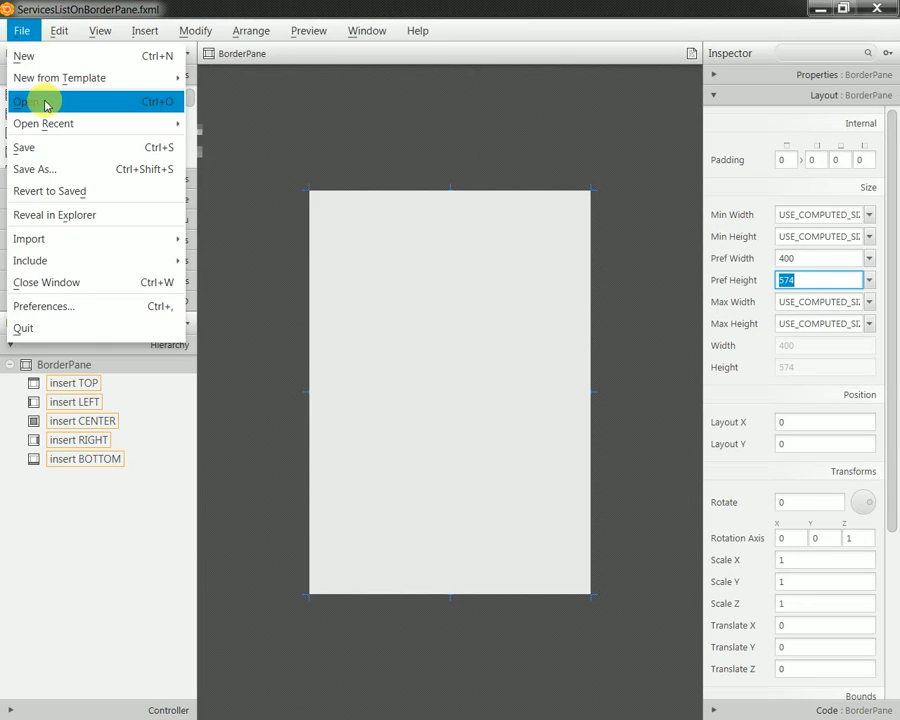 ServicesListOnBorderPane.fxml
File Edit View Insert Modify Arrange Preview Window Help
New Ctrl+N
New from Template
Open Ctrl+O
Open Recent
Save Ctrl+S
Save As... Ctrl+Shift+S
Revert to Saved
Reveal in Explorer
Import
Include
Close Window Ctrl+W
Preferences... Ctrl+,
Quit
Hierarchy
BorderPane
insert TOP
insert LEFT
insert CENTER
insert RIGHT
insert BOTTOM
Controller
BorderPane
Inspector
Properties : BorderPane
Layout : BorderPane
Internal
Padding 0 0 0 0
Size
Min Width USE_COMPUTED_SI
Min Height USE_COMPUTED_SI
Pref Width 400
Pref Height 574
Max Width USE_COMPUTED_SI
Max Height USE_COMPUTED_SI
Width 400
Height 574
Position
Layout X 0
Layout Y 0
Transforms
Rotate 0
X Y Z
Rotation Axis 0 0 1
Scale X 1
Scale Y 1
Scale Z 1
Translate X 0
Translate Y 0
Translate Z 0
Bounds
Code : BorderPane